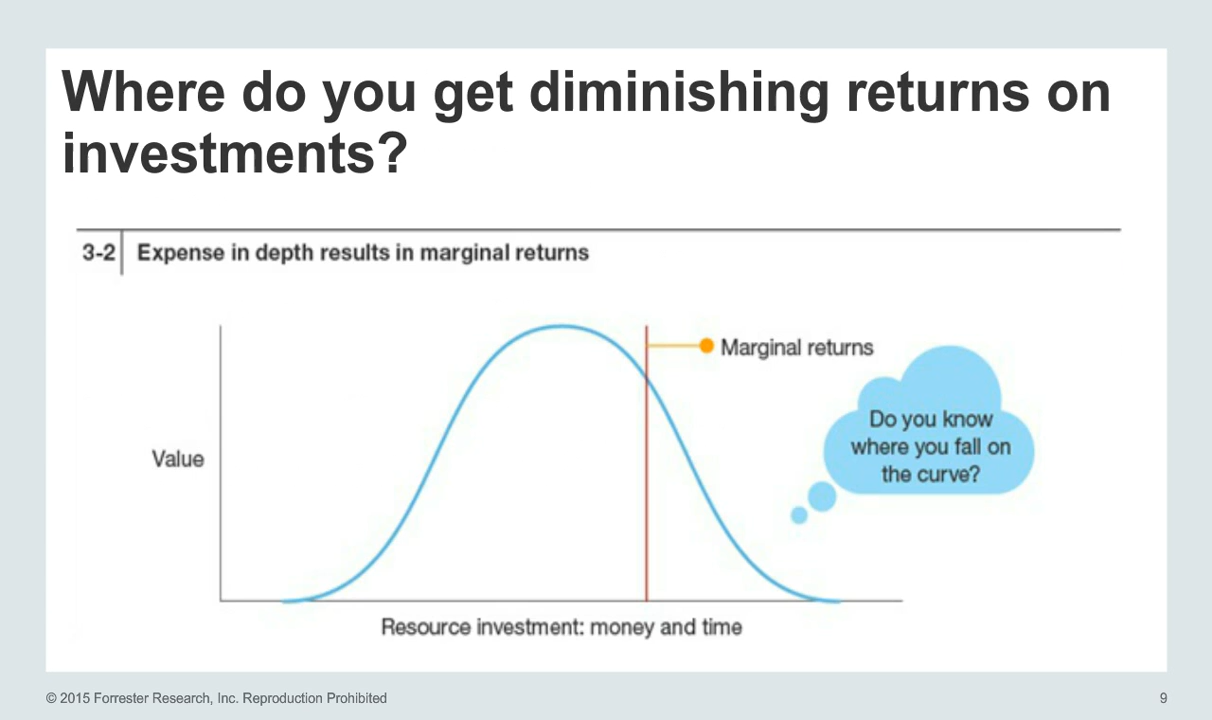 Where do you get diminishing returns on
investments?
3-2 Expense in depth results in marginal returns
Marginal returns
Do you know
where you fall on
the curve?
Value
Resource investment: money and time
© 2015 Forrester Research, Inc. Reproduction Prohibited
9